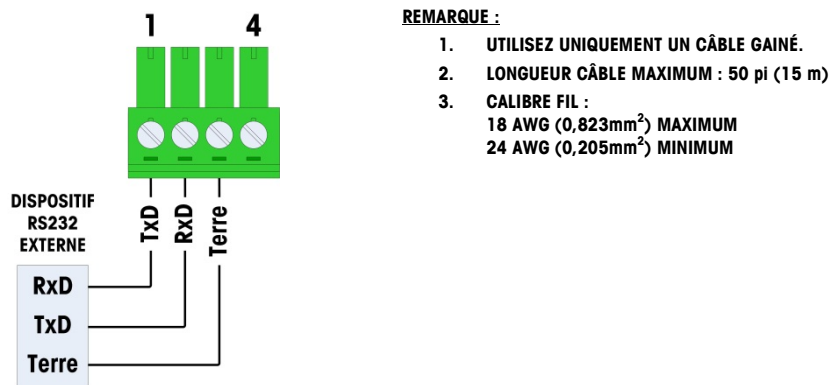 1 4
REMARQUE :
1. UTILISEZ UNIQUEMENT UN CÂBLE GAINÉ.
2. LONGUEUR CÂBLE MAXIMUM : 50 pi (15 m)
3. CALIBRE FIL :
18 AWG (0,823mm²) MAXIMUM
24 AWG (0,205mm²) MINIMUM
TxD
RxD
Terre
DISPOSITIF
RS232
EXTERNE
RxD
TxD
Terre